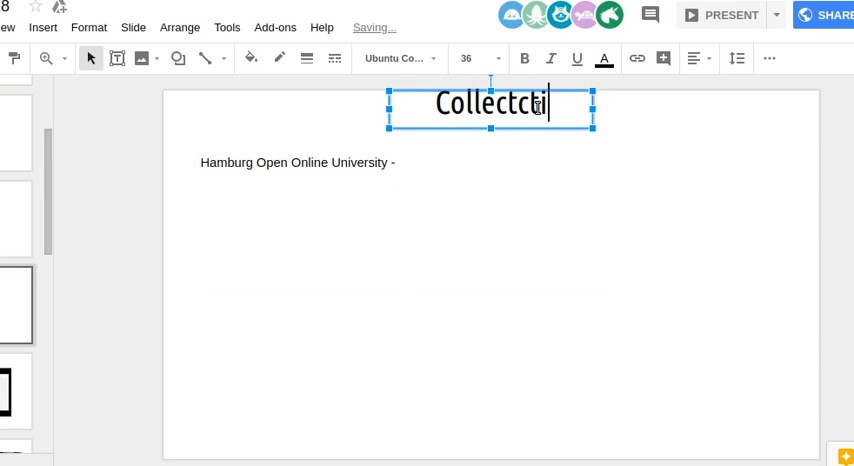 8
ew Insert Format Slide Arrange Tools Add-ons Help Saving...
PRESENT
SHARE
Ubuntu Co... 36 B I U A
Collectcti
Hamburg Open Online University -